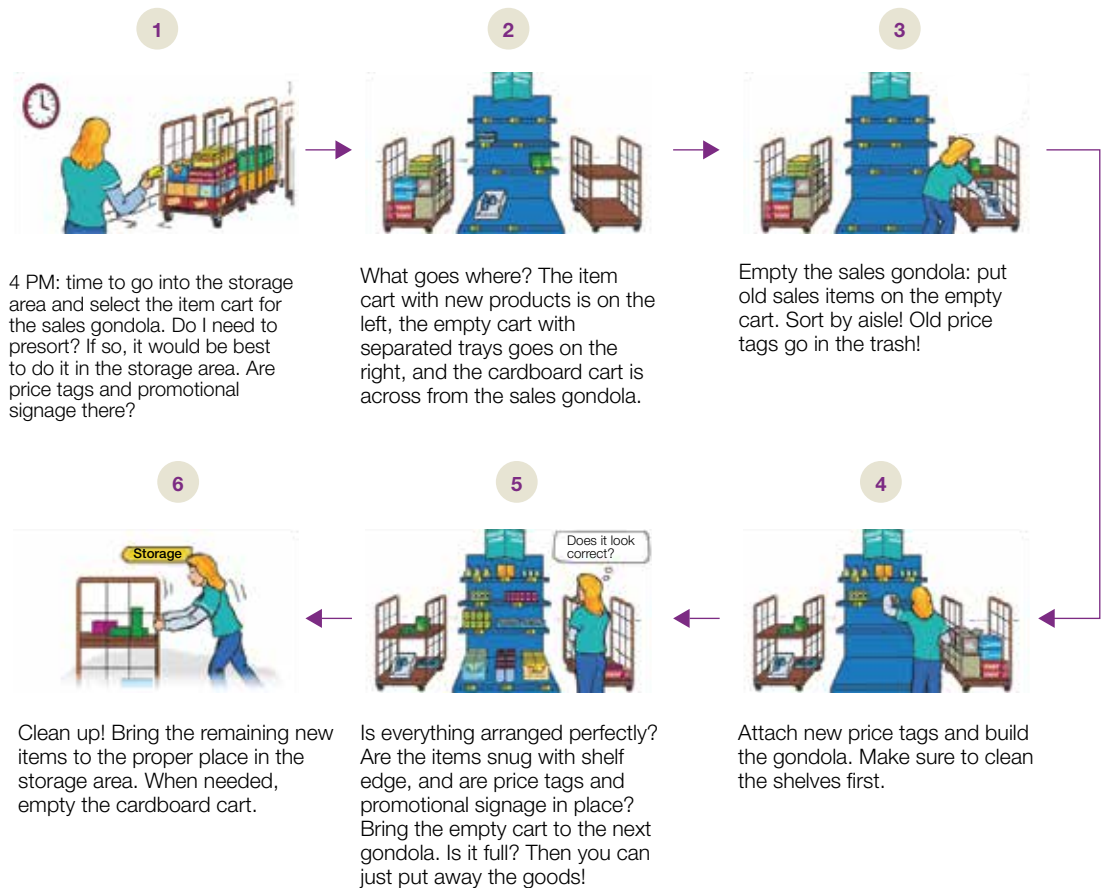 1
4 PM: time to go into the storage
area and select the item cart for
the sales gondola. Do I need to
presort? If so, it would be best
to do it in the storage area. Are
price tags and promotional
signage there?
2
What goes where? The item
cart with new products is on the
left, the empty cart with
separated trays goes on the
right, and the cardboard cart is
across from the sales gondola.
3
Empty the sales gondola: put
old sales items on the empty
cart. Sort by aisle! Old price
tags go in the trash!
4
Attach new price tags and build
the gondola. Make sure to clean
the shelves first.
5
Does it look
correct?
Is everything arranged perfectly?
Are the items snug with shelf
edge, and are price tags and
promotional signage in place?
Bring the empty cart to the next
gondola. Is it full? Then you can
just put away the goods!
6
Storage
Clean up! Bring the remaining new
items to the proper place in the
storage area. When needed,
empty the cardboard cart.